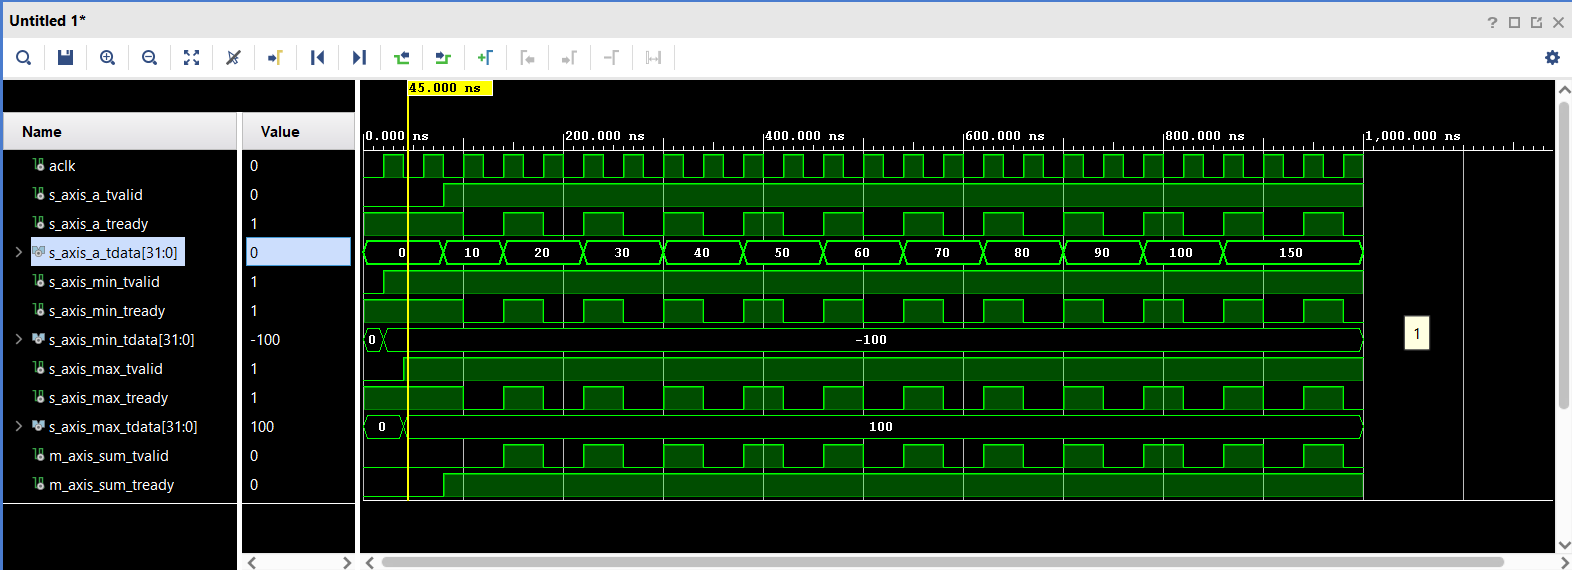 Untitled 1*
?
45.000 ns
Name Value
0.000 ns 200.000 ns 400.000 ns 600.000 ns 800.000 ns 1,000.000 ns
aclk 0
s_axis_a_tvalid 0
s_axis_a_tready 1
s_axis_a_tdata[31:0] 0 0 10 20 30 40 50 60 70 80 90 100 150
s_axis_min_tvalid 1
s_axis_min_tready 1
s_axis_min_tdata[31:0] -100 0 -100
1
s_axis_max_tvalid 1
s_axis_max_tready 1
s_axis_max_tdata[31:0] 100 0 100
m_axis_sum_tvalid 0
m_axis_sum_tready 0